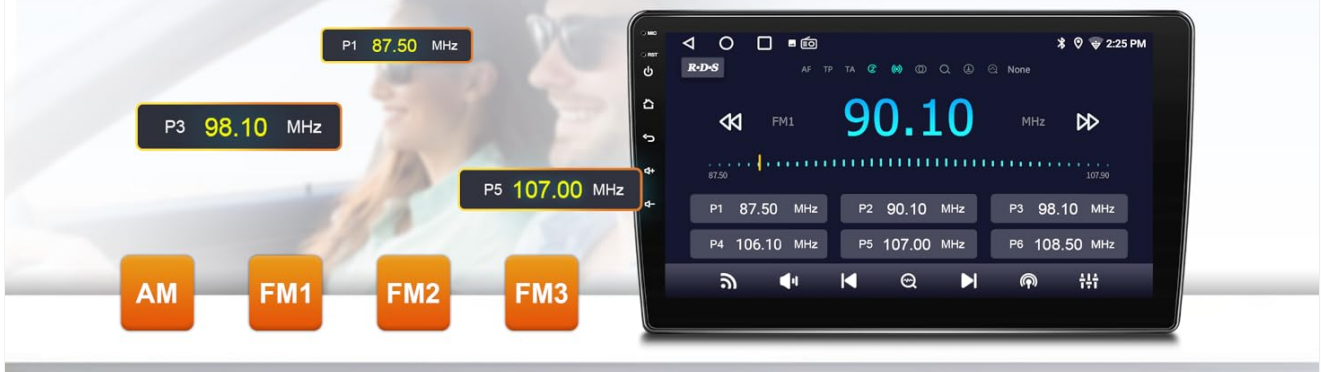 P1 87.50 MHz
P3 98.10 MHz
P5 107.00 MHz
AM FM1 FM2 FM3
MIC
RST
2:25 PM
R·D·S AF TP TA None
FM1 90.10 MHz
87.50 107.90
P1 87.50 MHz P2 90.10 MHz P3 98.10 MHz
P4 106.10 MHz P5 107.00 MHz P6 108.50 MHz